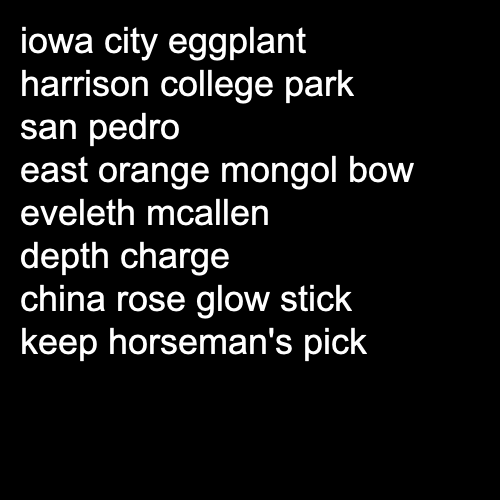 iowa city eggplant
harrison college park
san pedro
east orange mongol bow
eveleth mcallen
depth charge
china rose glow stick
keep horseman's pick